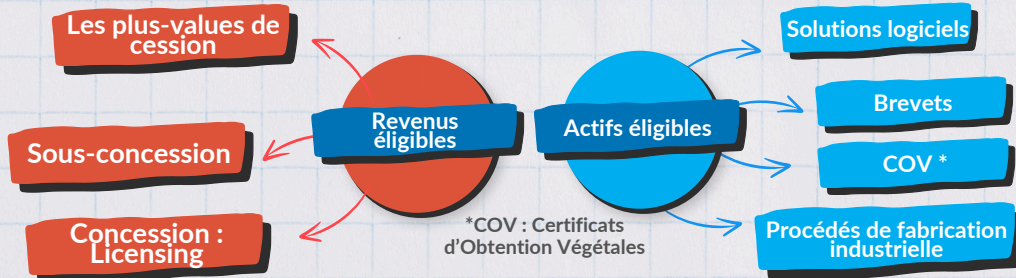 Les plus-values de
cession
Sous-concession
Concession :
Licensing
Revenus
éligibles
Actifs éligibles
Solutions logiciels
Brevets
COV *
Procédés de fabrication
industrielle
*COV : Certificats
d'Obtention Végétales